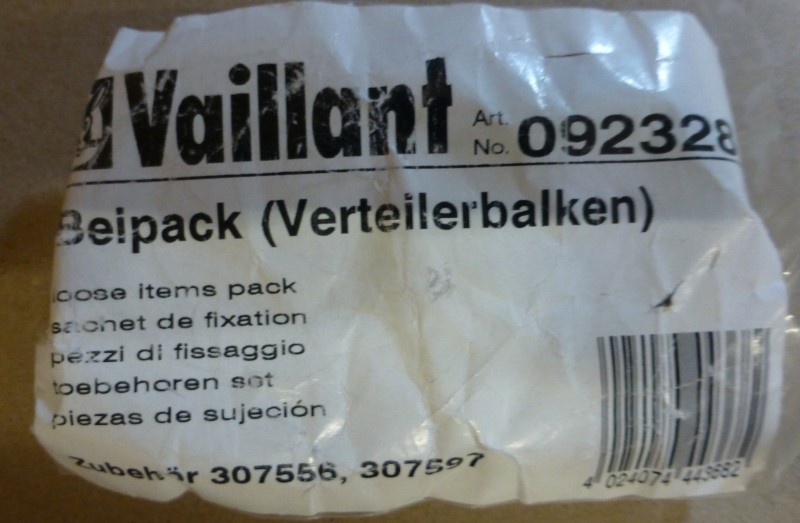 Vaillant Art. No. 092328
Beipack (Verteilerbalken)
loose items pack
sachet de fixation
pezzi di fissaggio
toebehoren set
piezas de sujeción
Zubehör 307556, 307597
4 024074 443682